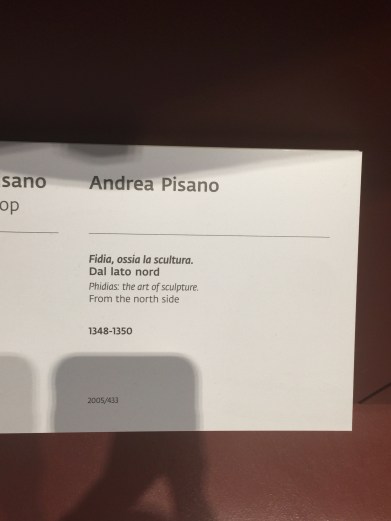 sano
op
Andrea Pisano
Fidia, ossia la scultura.
Dal lato nord
Phidias: the art of sculpture.
From the north side
1348-1350
2005/433